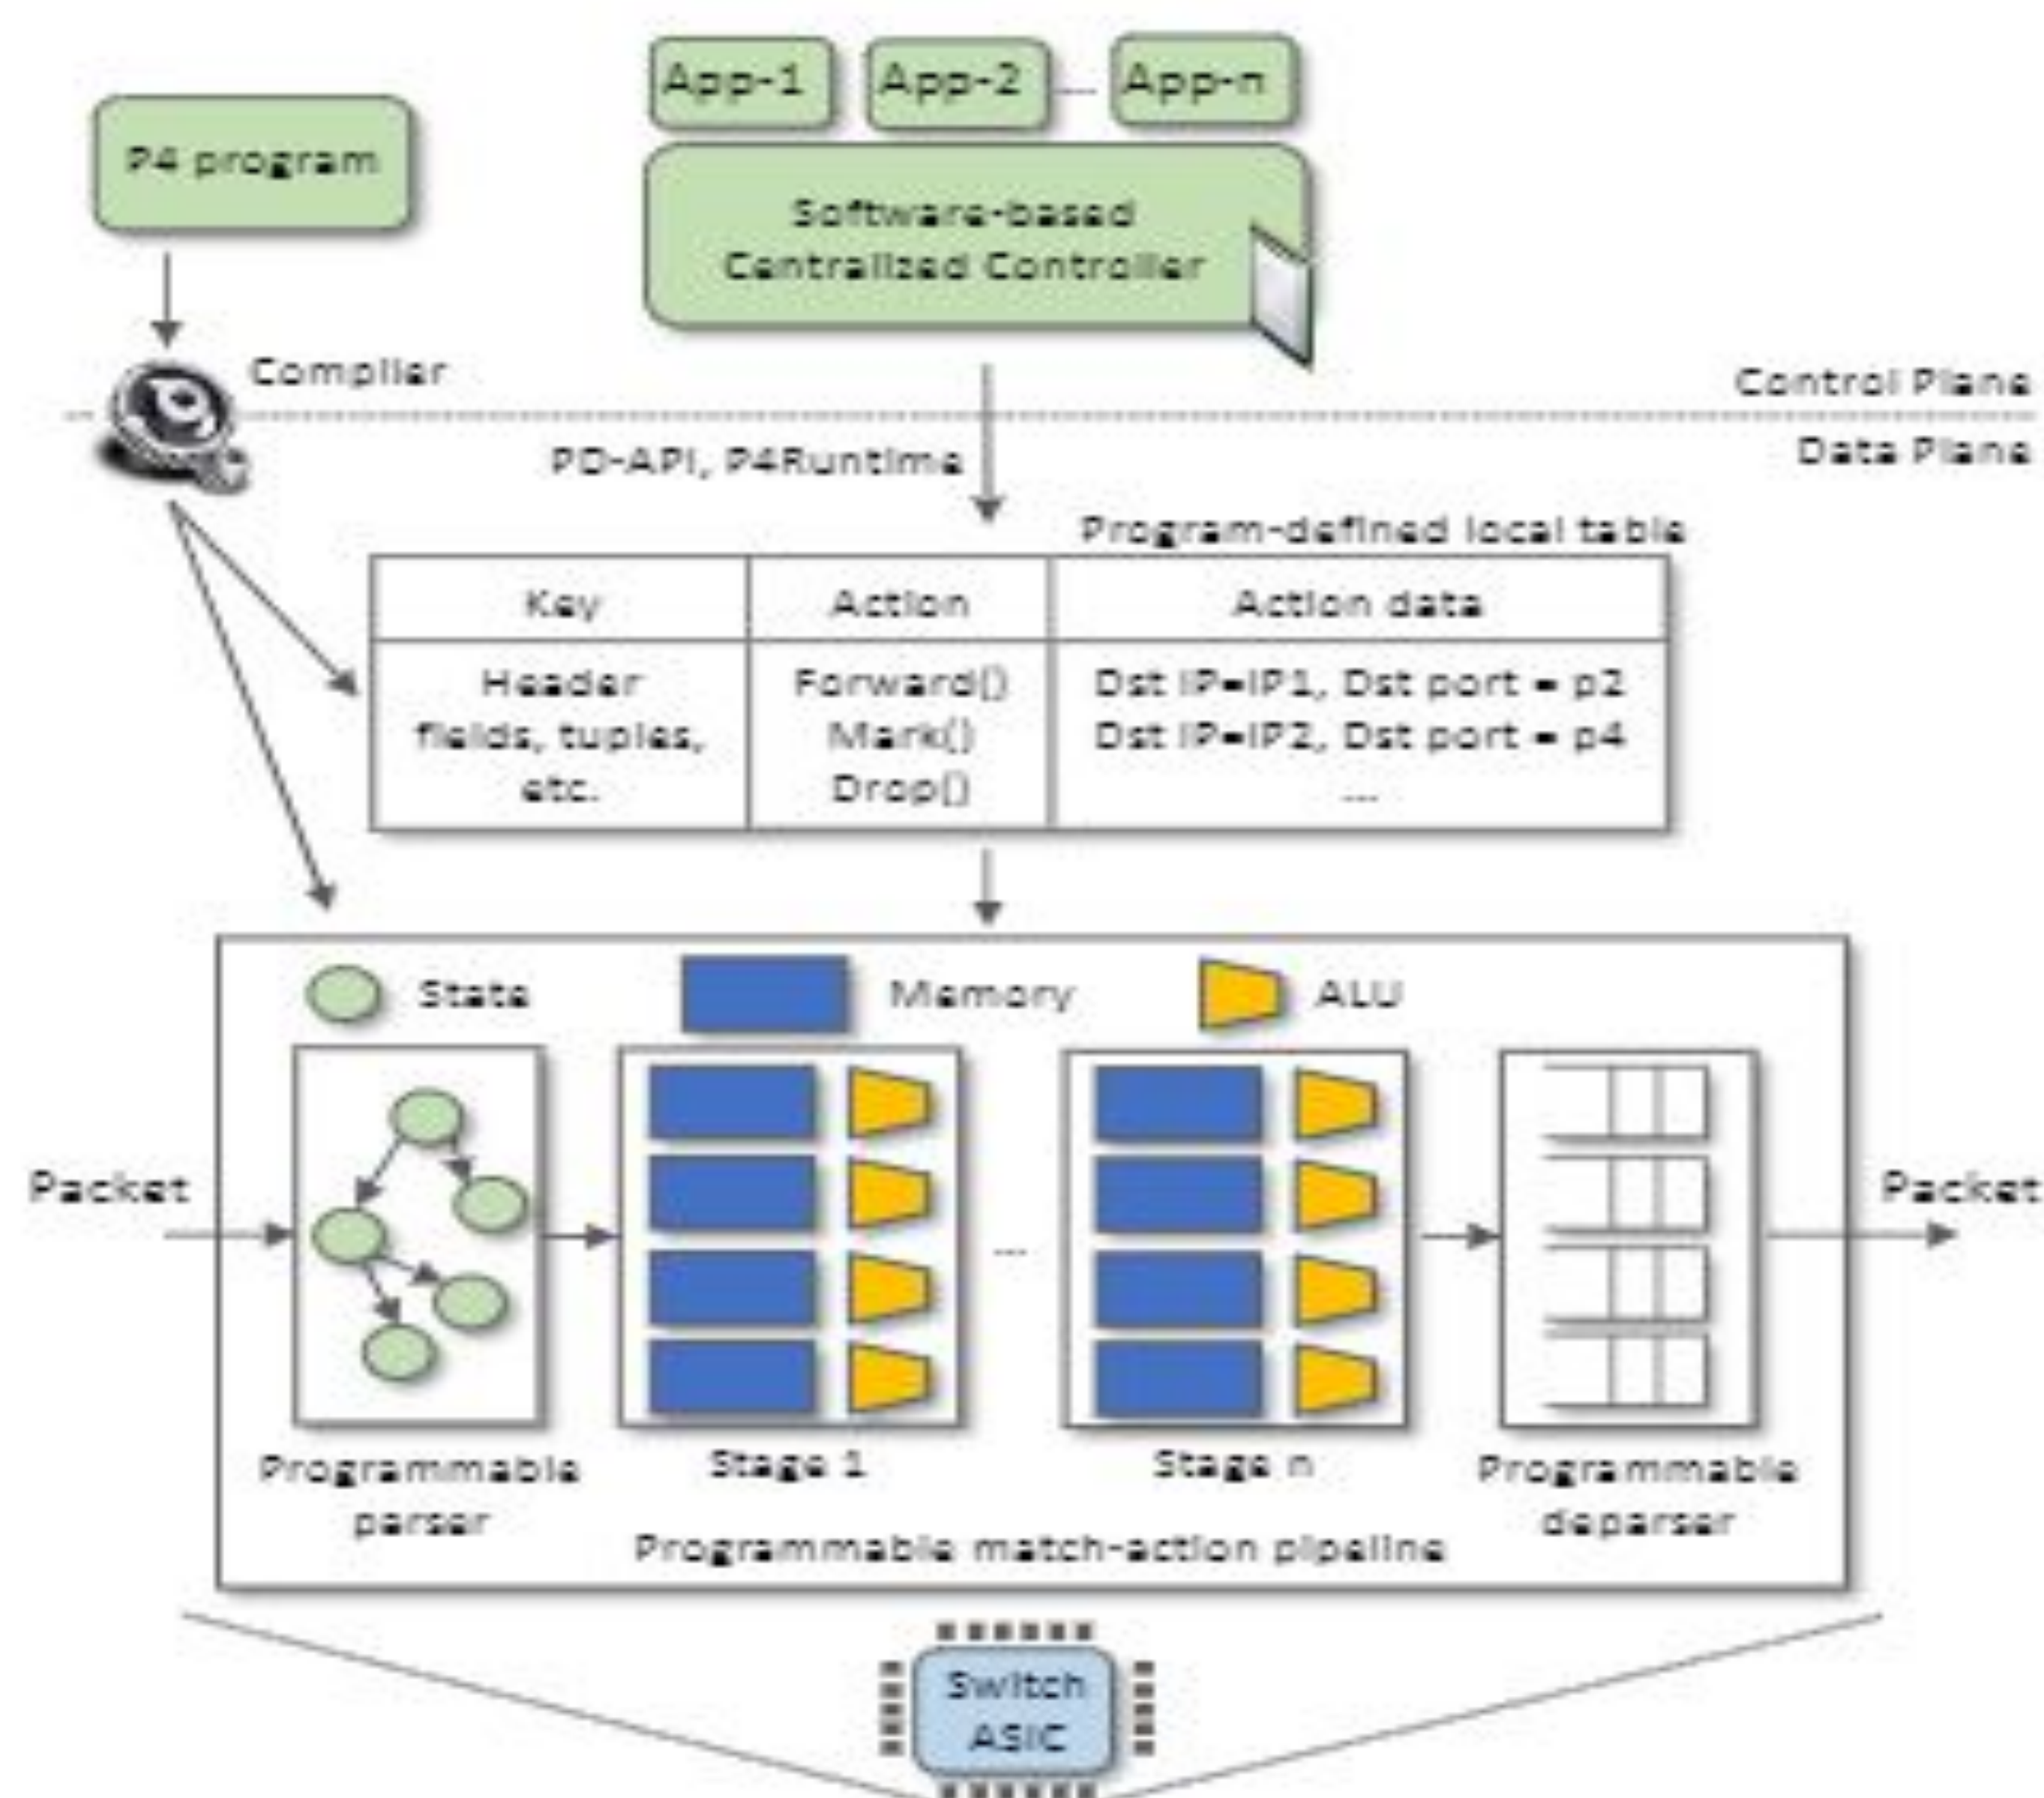 App-1 App-2 ... App-n
P4 program
Software-based
Centralized Controller
Compiler
Control Plane
Data Plane
PD-API, P4Runtime
Program-defined local table
Key Action Action data
Header Forward() Dst IP=IP1, Dst port = p2
fields, tuples, Mark() Dst IP=IP2, Dst port = p4
etc. Drop() ...
State Memory ALU
Packet
...
Packet
Programmable
parser
Stage 1
Stage n
Programmable
deparser
Programmable match-action pipeline
Switch
ASIC